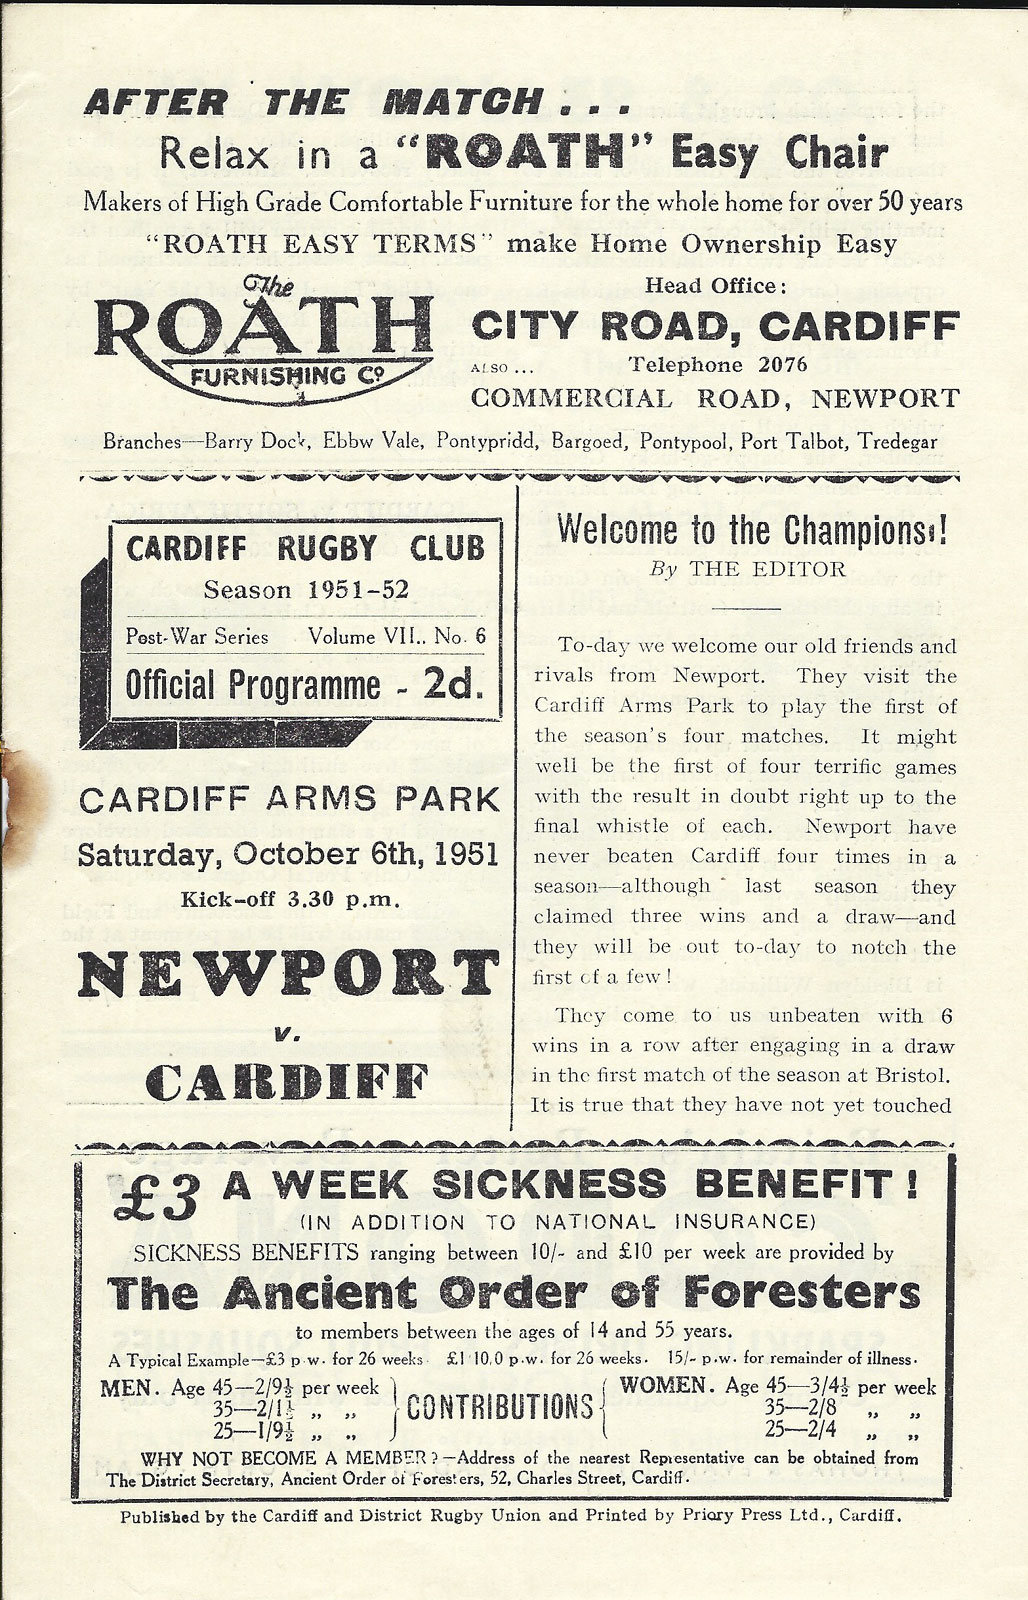 AFTER THE MATCH . . .
Relax in a "ROATH" Easy Chair
Makers of High Grade Comfortable Furniture for the whole home for over 50 years
"ROATH EASY TERMS" make Home Ownership Easy
The
ROATH
FURNISHING Co
Head Office:
CITY ROAD, CARDIFF
ALSO ... Telephone 2076
COMMERCIAL ROAD, NEWPORT
Branches—Barry Dock, Ebbw Vale, Pontypridd, Bargoed, Pontypool, Port Talbot, Tredegar
CARDIFF RUGBY CLUB
Season 1951-52
Post-War Series Volume VII.. No. 6
Official Programme - 2d.
CARDIFF ARMS PARK
Saturday, October 6th, 1951
Kick-off 3.30 p.m.
NEWPORT
v.
CARDIFF
Welcome to the Champions!!
By THE EDITOR
To-day we welcome our old friends and
rivals from Newport. They visit the
Cardiff Arms Park to play the first of
the season's four matches. It might
well be the first of four terrific games
with the result in doubt right up to the
final whistle of each. Newport have
never beaten Cardiff four times in a
season—although last season they
claimed three wins and a draw—and
they will be out to-day to notch the
first of a few!
They come to us unbeaten with 6
wins in a row after engaging in a draw
in the first match of the season at Bristol.
It is true that they have not yet touched
£3 A WEEK SICKNESS BENEFIT!
(IN ADDITION TO NATIONAL INSURANCE)
SICKNESS BENEFITS ranging between 10/- and £10 per week are provided by
The Ancient Order of Foresters
to members between the ages of 14 and 55 years.
A Typical Example—£3 p.w. for 26 weeks £1 10.0 p.w. for 26 weeks. 15/- p.w. for remainder of illness.
MEN. Age 45—2/9½ per week
35—2/1½ „ „
25—1/9½ „ „
CONTRIBUTIONS
WOMEN. Age 45—3/4½ per week
35—2/8 „ „
25—2/4 „ „
WHY NOT BECOME A MEMBER?—Address of the nearest Representative can be obtained from
The District Secretary, Ancient Order of Foresters, 52, Charles Street, Cardiff.
Published by the Cardiff and District Rugby Union and Printed by Priory Press Ltd., Cardiff.